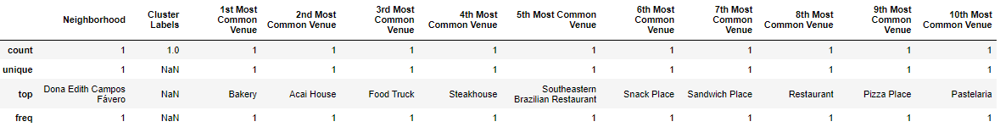 Neighborhood Cluster Labels 1st Most Common Venue 2nd Most Common Venue 3rd Most Common Venue 4th Most Common Venue 5th Most Common Venue 6th Most Common Venue 7th Most Common Venue 8th Most Common Venue 9th Most Common Venue 10th Most Common Venue
count 1 1.0 1 1 1 1 1 1 1 1 1 1
unique 1 NaN 1 1 1 1 1 1 1 1 1 1
top Dona Edith Campos Fávero NaN Bakery Acai House Food Truck Steakhouse Southeastern Brazilian Restaurant Snack Place Sandwich Place Restaurant Pizza Place Pastelaria
freq 1 NaN 1 1 1 1 1 1 1 1 1 1